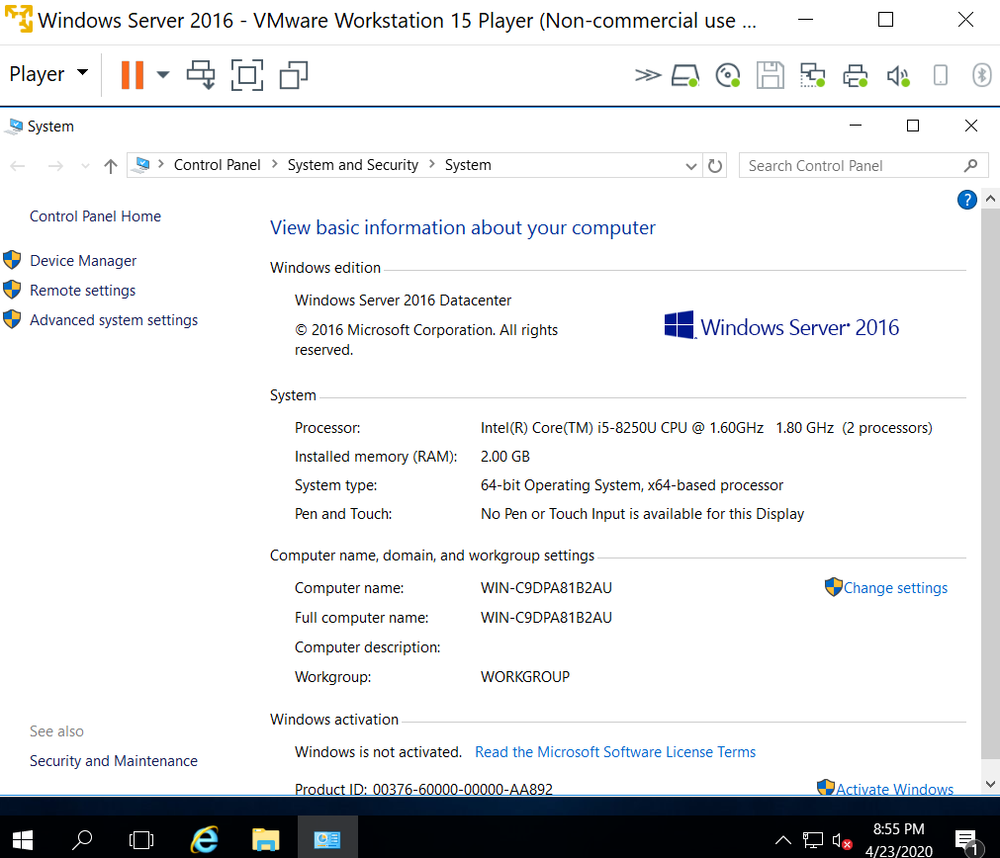 Windows Server 2016 - VMware Workstation 15 Player (Non-commercial use ...
Player
System
Control Panel > System and Security > System
Search Control Panel
Control Panel Home
Device Manager
Remote settings
Advanced system settings
See also
Security and Maintenance
?
View basic information about your computer
Windows edition
Windows Server 2016 Datacenter
© 2016 Microsoft Corporation. All rights
reserved.
Windows Server® 2016
System
Processor: Intel(R) Core(TM) i5-8250U CPU @ 1.60GHz 1.80 GHz (2 processors)
Installed memory (RAM): 2.00 GB
System type: 64-bit Operating System, x64-based processor
Pen and Touch: No Pen or Touch Input is available for this Display
Computer name, domain, and workgroup settings
Computer name: WIN-C9DPA81B2AU
Change settings
Full computer name: WIN-C9DPA81B2AU
Computer description:
Workgroup: WORKGROUP
Windows activation
Windows is not activated. Read the Microsoft Software License Terms
Product ID: 00376-60000-00000-AA892
Activate Windows
8:55 PM
4/23/2020
1